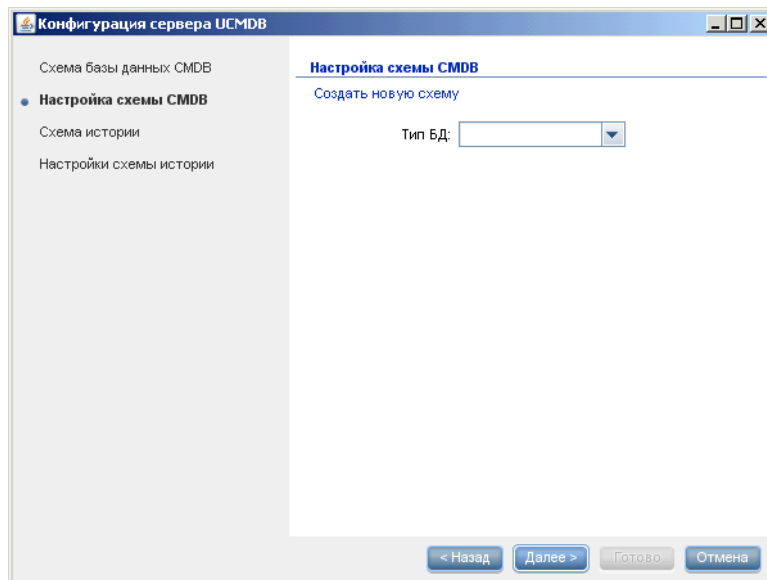 Конфигурация сервера UCMDB
Схема базы данных CMDB
Настройка схемы CMDB
Схема истории
Настройки схемы истории
Настройка схемы CMDB
Создать новую схему
Тип БД:
< Назад
Далее >
Готово
Отмена